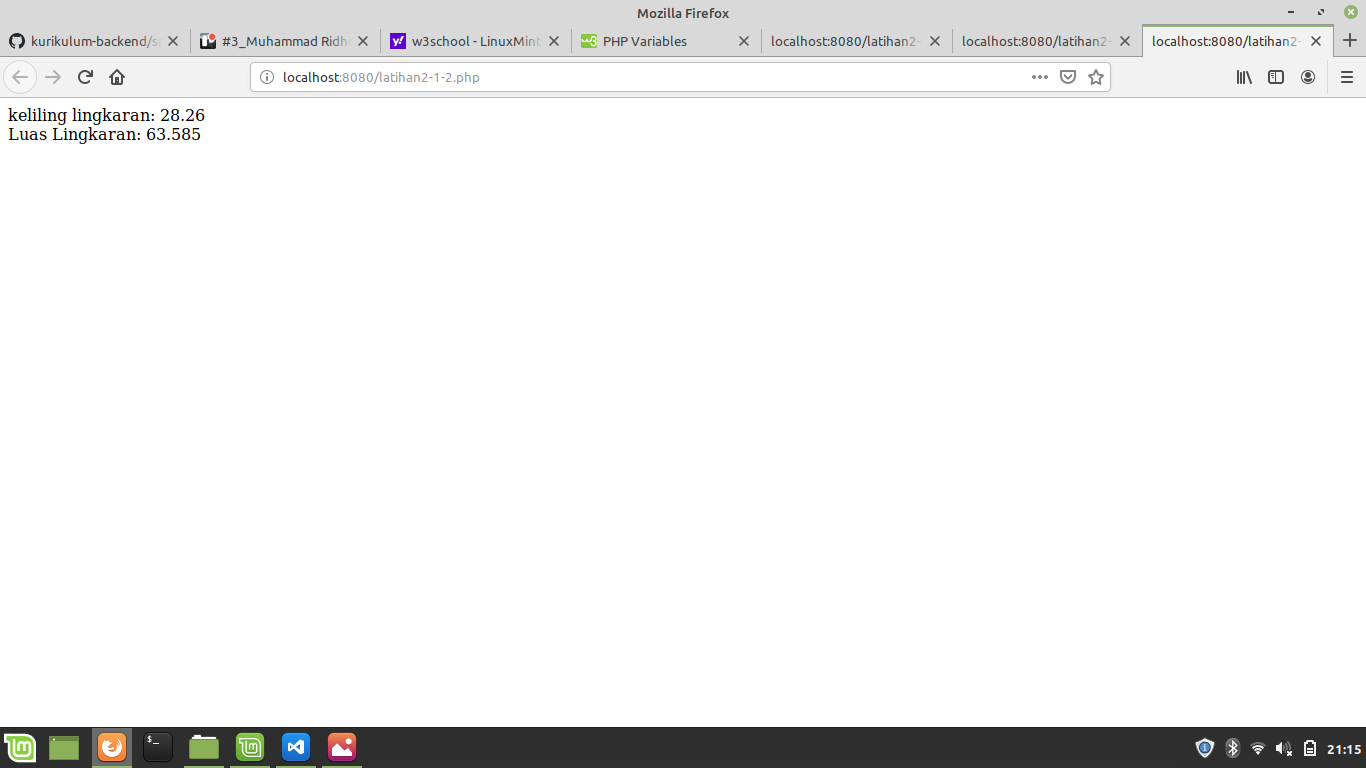 Mozilla Firefox
kurikulum-backend/sp
#3_Muhammad Ridh
w3school - LinuxMint
PHP Variables
localhost:8080/latihan2-
localhost:8080/latihan2-
localhost:8080/latihan2-
localhost:8080/latihan2-1-2.php
keliling lingkaran: 28.26
Luas Lingkaran: 63.585
21:15